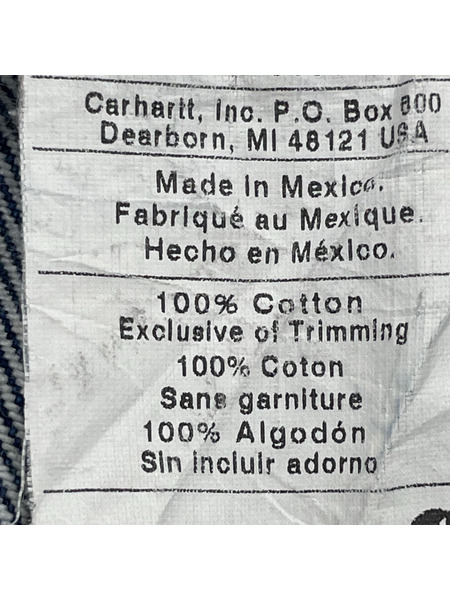 Carhartt, Inc. P.O. Box 600
Dearborn, MI 48121 USA
Made in Mexico.
Fabriqué au Mexique.
Hecho en México.
100% Cotton
Exclusive of Trimming
100% Coton
Sans garniture
100% Algodón
Sin incluir adorno